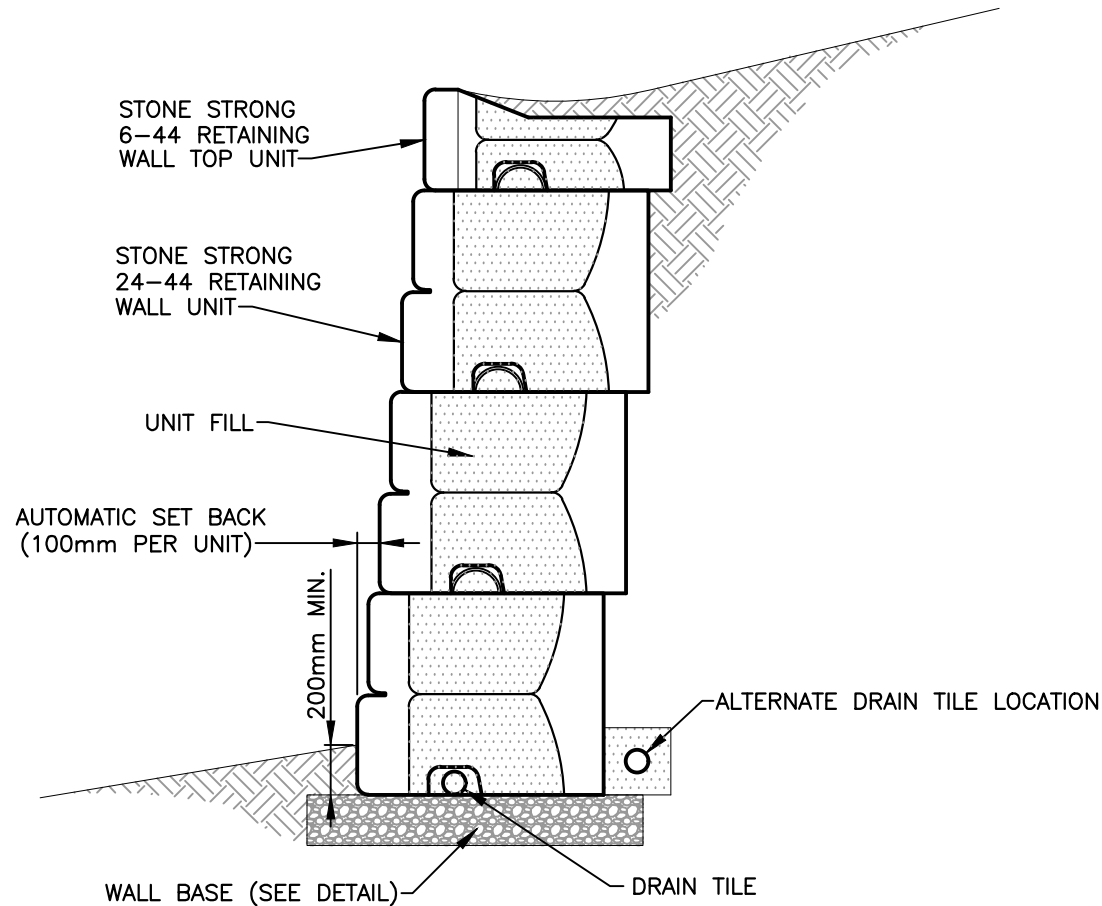 STONE STRONG
6-44 RETAINING
WALL TOP UNIT
STONE STRONG
24-44 RETAINING
WALL UNIT
UNIT FILL
AUTOMATIC SET BACK
(100mm PER UNIT)
200mm MIN.
ALTERNATE DRAIN TILE LOCATION
WALL BASE (SEE DETAIL)
DRAIN TILE